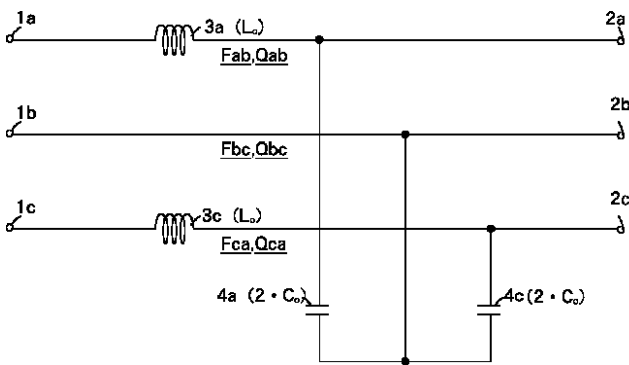 1a
3a (L₀)
2a
Fab,Qab
1b
2b
Fbc,Qbc
1c
3c (L₀)
2c
Fca,Qca
4a (2・C₀)
4c (2・C₀)